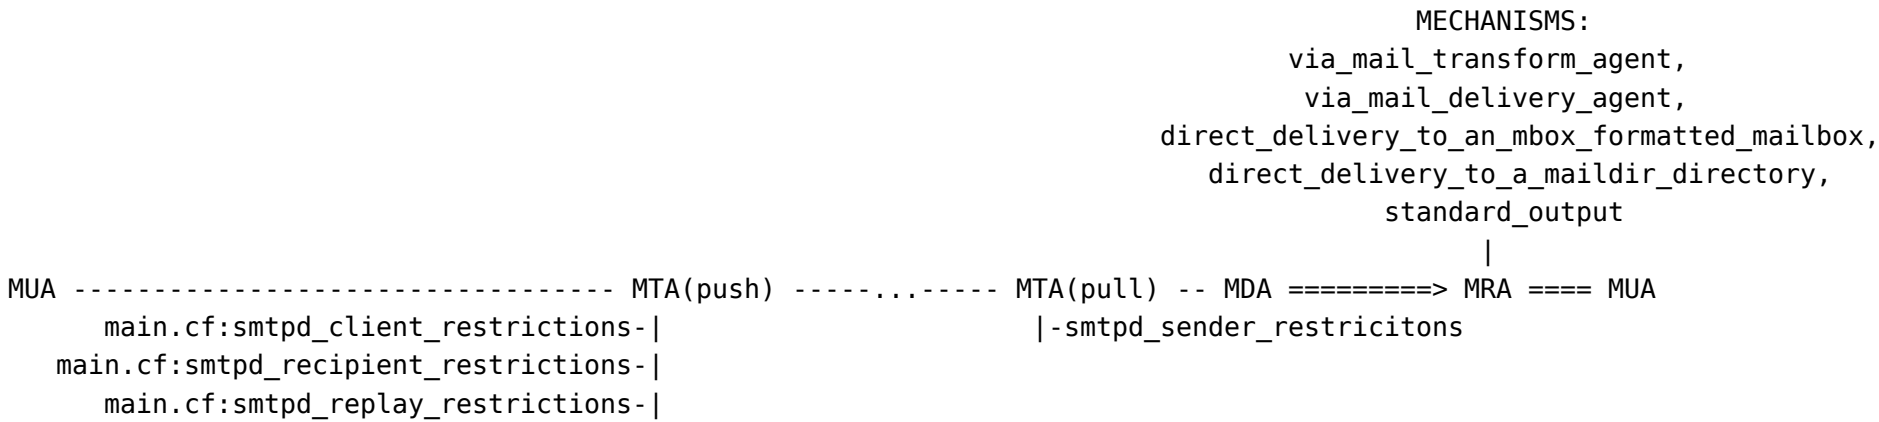 MECHANISMS:
via_mail_transform_agent,
via_mail_delivery_agent,
direct_delivery_to_an_mbox_formatted_mailbox,
direct_delivery_to_a_maildir_directory,
standard_output
|
MUA ---------------------------------- MTA(push) -----...----- MTA(pull) -- MDA =========> MRA ==== MUA
main.cf:smtpd_client_restrictions-| |-smtpd_sender_restricitons
main.cf:smtpd_recipient_restrictions-|
main.cf:smtpd_replay_restrictions-|